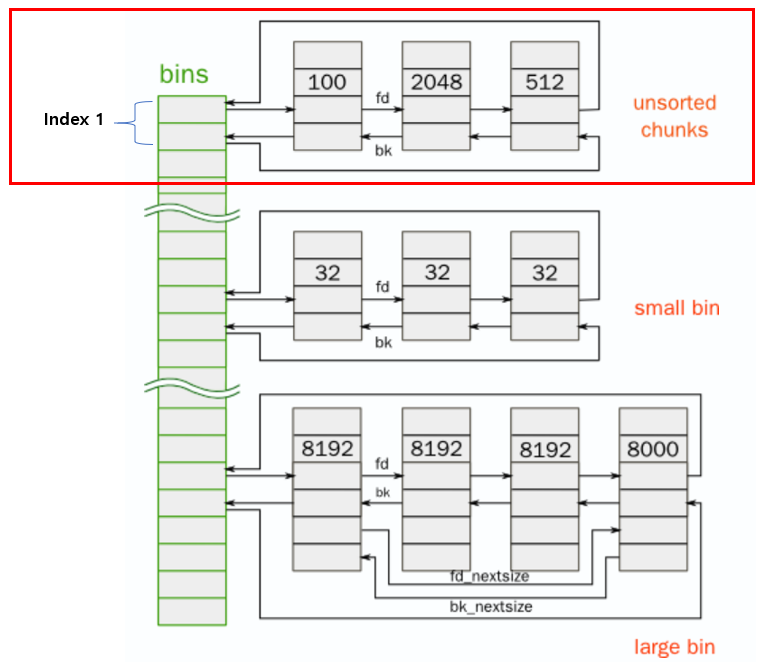 bins
Index 1
100
2048
512
fd
bk
unsorted
chunks
32
32
32
fd
bk
small bin
8192
8192
8192
8000
fd
bk
fd_nextsize
bk_nextsize
large bin